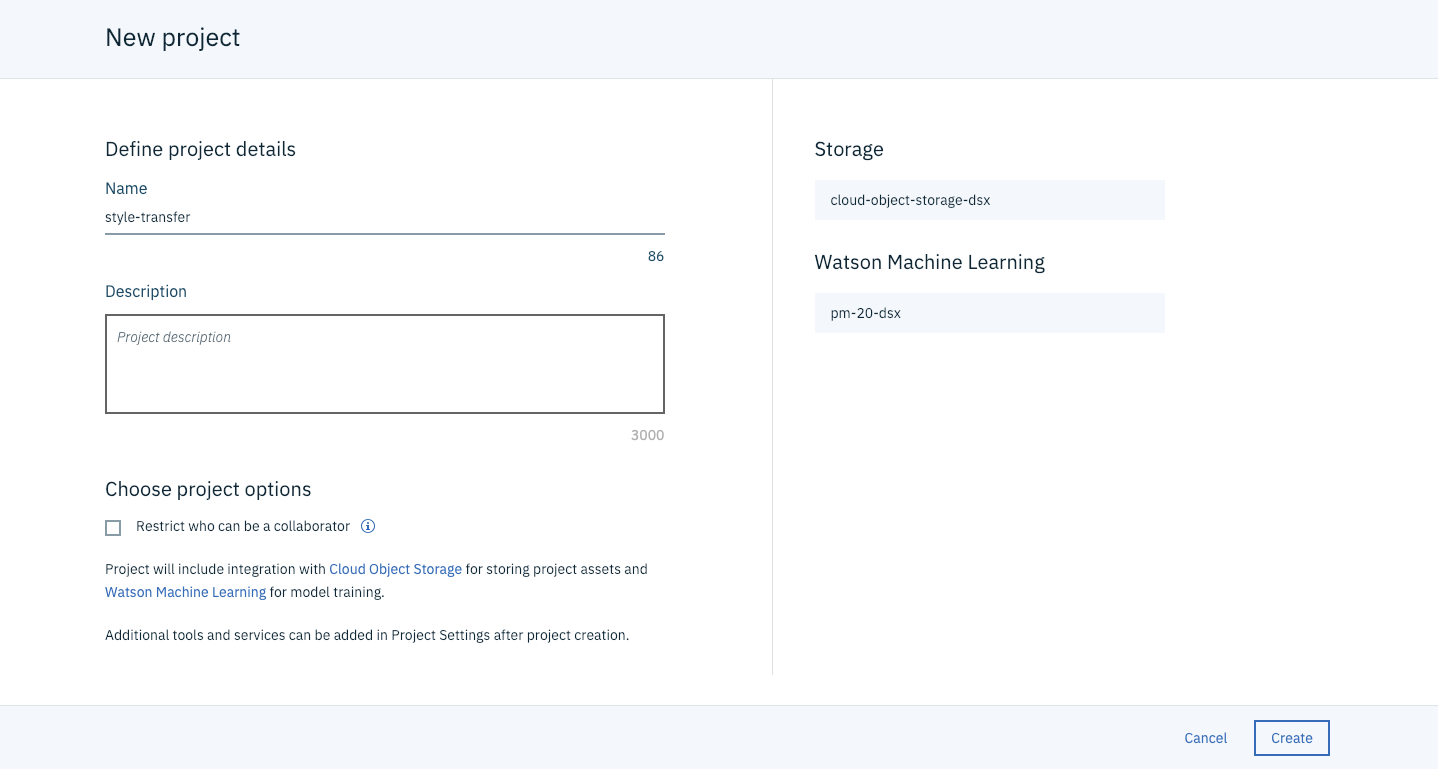 New project
Define project details
Name
style-transfer
86
Description
Project description
3000
Choose project options
Restrict who can be a collaborator
Project will include integration with Cloud Object Storage for storing project assets and
Watson Machine Learning for model training.
Additional tools and services can be added in Project Settings after project creation.
Storage
cloud-object-storage-dsx
Watson Machine Learning
pm-20-dsx
Cancel
Create